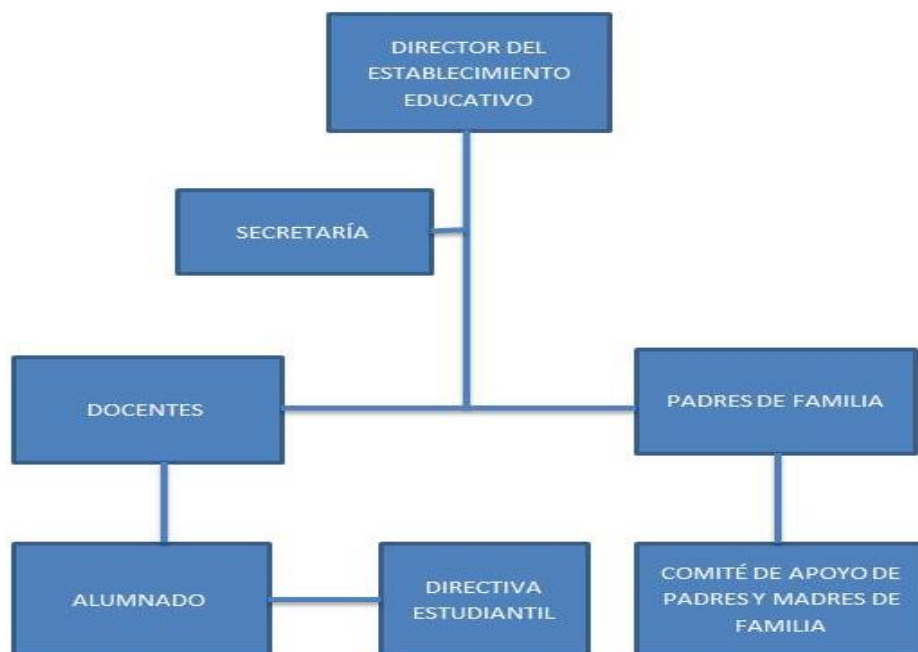 DIRECTOR DEL
ESTABLECIMIENTO
EDUCATIVO
SECRETARÍA
DOCENTES
PADRES DE FAMILIA
ALUMNADO
DIRECTIVA
ESTUDIANTIL
COMITÉ DE APOYO DE
PADRES Y MADRES DE
FAMILIA